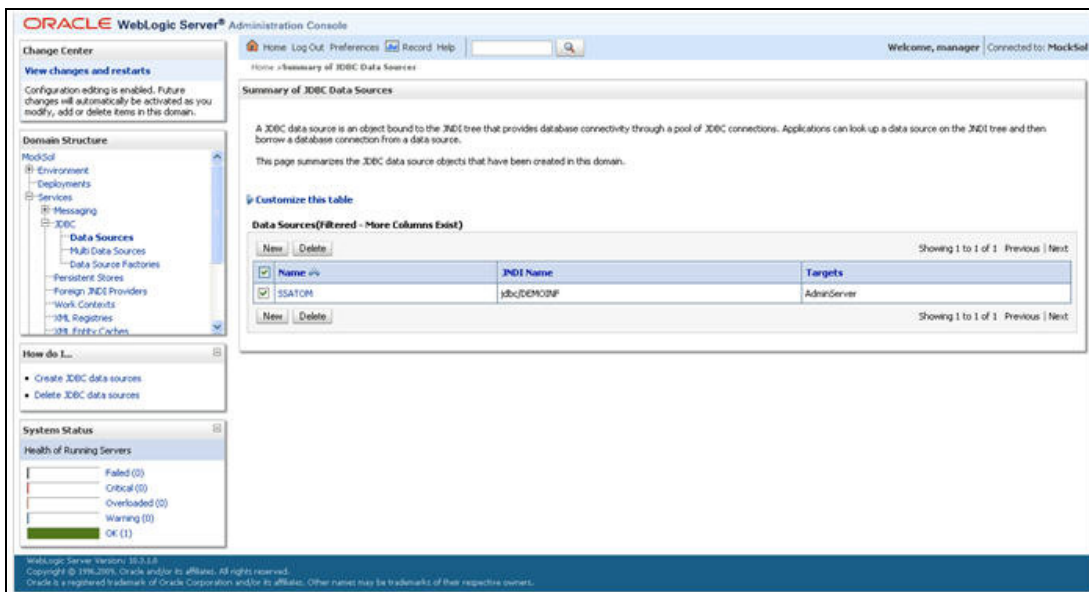 ORACLE WebLogic Server® Administration Console
Change Center
View changes and restarts
Configuration editing is enabled. Future
changes will automatically be activated as you
modify, add or delete items in this domain.
Domain Structure
MockSol
Environment
Deployments
Services
Messaging
JDBC
Data Sources
Multi Data Sources
Data Source Factories
Persistent Stores
Foreign JNDI Providers
Work Contexts
XML Registries
XML Entity Caches
How do I...
Create JDBC data sources
Delete JDBC data sources
System Status
Health of Running Servers
Failed (0)
Critical (0)
Overloaded (0)
Warning (0)
OK (1)
Home Log Out Preferences Record Help
Welcome, manager Connected to: MockSol
Home >Summary of JDBC Data Sources
Summary of JDBC Data Sources
A JDBC data source is an object bound to the JNDI tree that provides database connectivity through a pool of JDBC connections. Applications can look up a data source on the JNDI tree and then
borrow a database connection from a data source.
This page summarizes the JDBC data source objects that have been created in this domain.
Customize this table
Data Sources(Filtered - More Columns Exist)
New Delete Showing 1 to 1 of 1 Previous | Next
Name JNDI Name Targets
SSATOM jdbc/DEMOINF AdminServer
New Delete Showing 1 to 1 of 1 Previous | Next
WebLogic Server Version: 10.3.1.0
Copyright © 1996,2009, Oracle and/or its affiliates. All rights reserved.
Oracle is a registered trademark of Oracle Corporation and/or its affiliates. Other names may be trademarks of their respective owners.